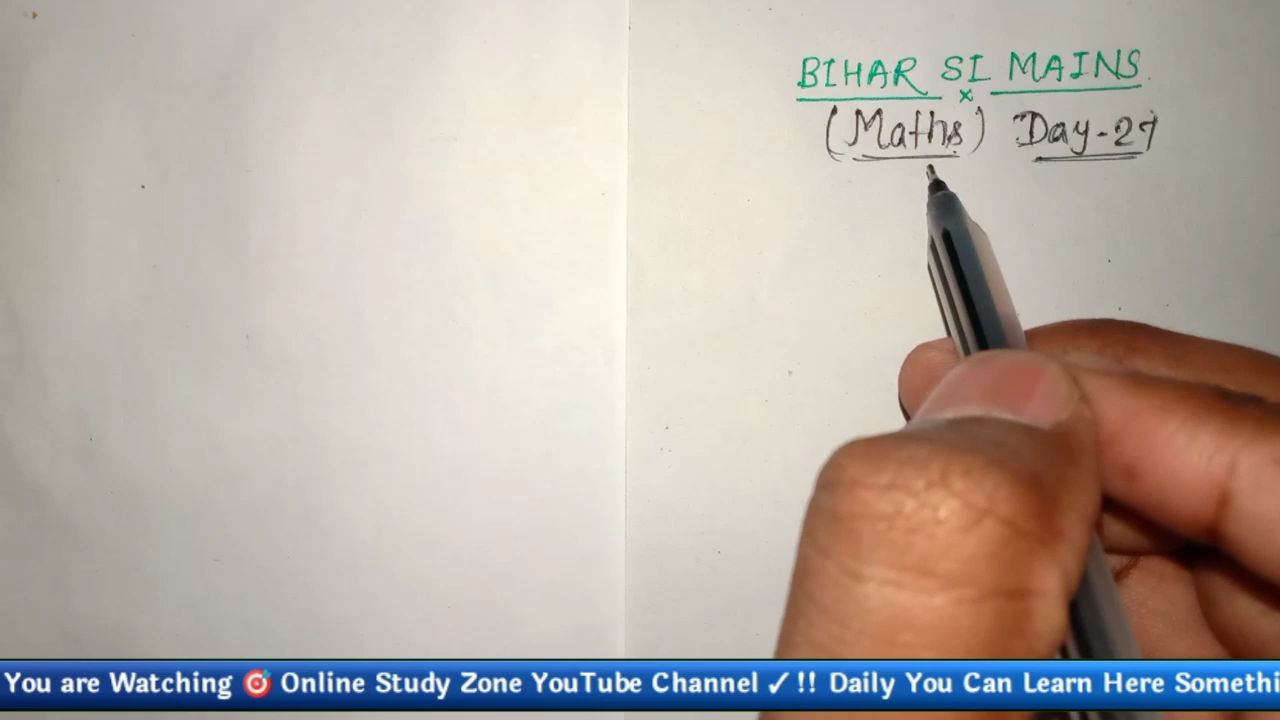 BIHAR SI MAINS
(Maths) Day-27
You are Watching 🎯 Online Study Zone YouTube Channel ✓ !! Daily You Can Learn Here Somethi